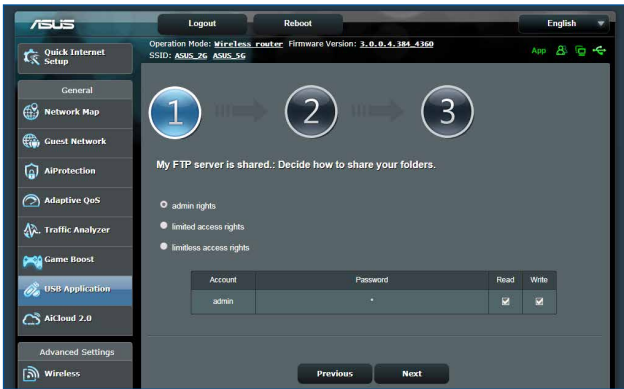 ASUS
Logout
Reboot
English
Quick Internet
Setup
Operation Mode: Wireless router Firmware Version: 3.0.0.4.384_4360
SSID: ASUS_2G ASUS_5G
App
General
Network Map
Guest Network
AiProtection
Adaptive QoS
Traffic Analyzer
Game Boost
USB Application
AiCloud 2.0
Advanced Settings
Wireless
1
2
3
My FTP server is shared.: Decide how to share your folders.
admin rights
limited access rights
limitless access rights
Account Password Read Write
admin *
Previous
Next